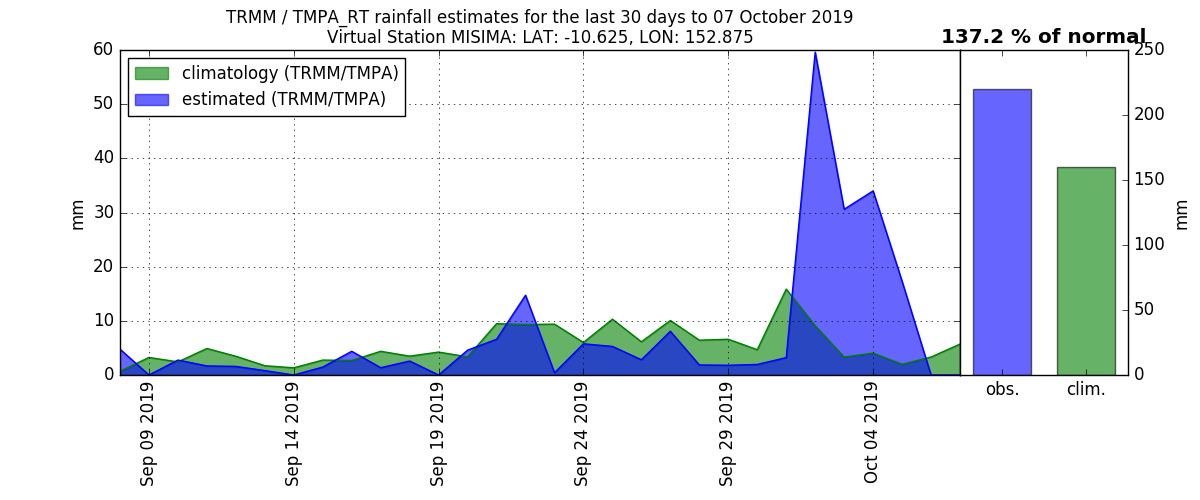 TRMM / TMPA_RT rainfall estimates for the last 30 days to 07 October 2019
Virtual Station MISIMA: LAT: -10.625, LON: 152.875
137.2 % of normal
climatology (TRMM/TMPA)
estimated (TRMM/TMPA)
mm
60
50
40
30
20
10
0
Sep 09 2019
Sep 14 2019
Sep 19 2019
Sep 24 2019
Sep 29 2019
Oct 04 2019
obs.
clim.
250
200
150
100
50
0
mm